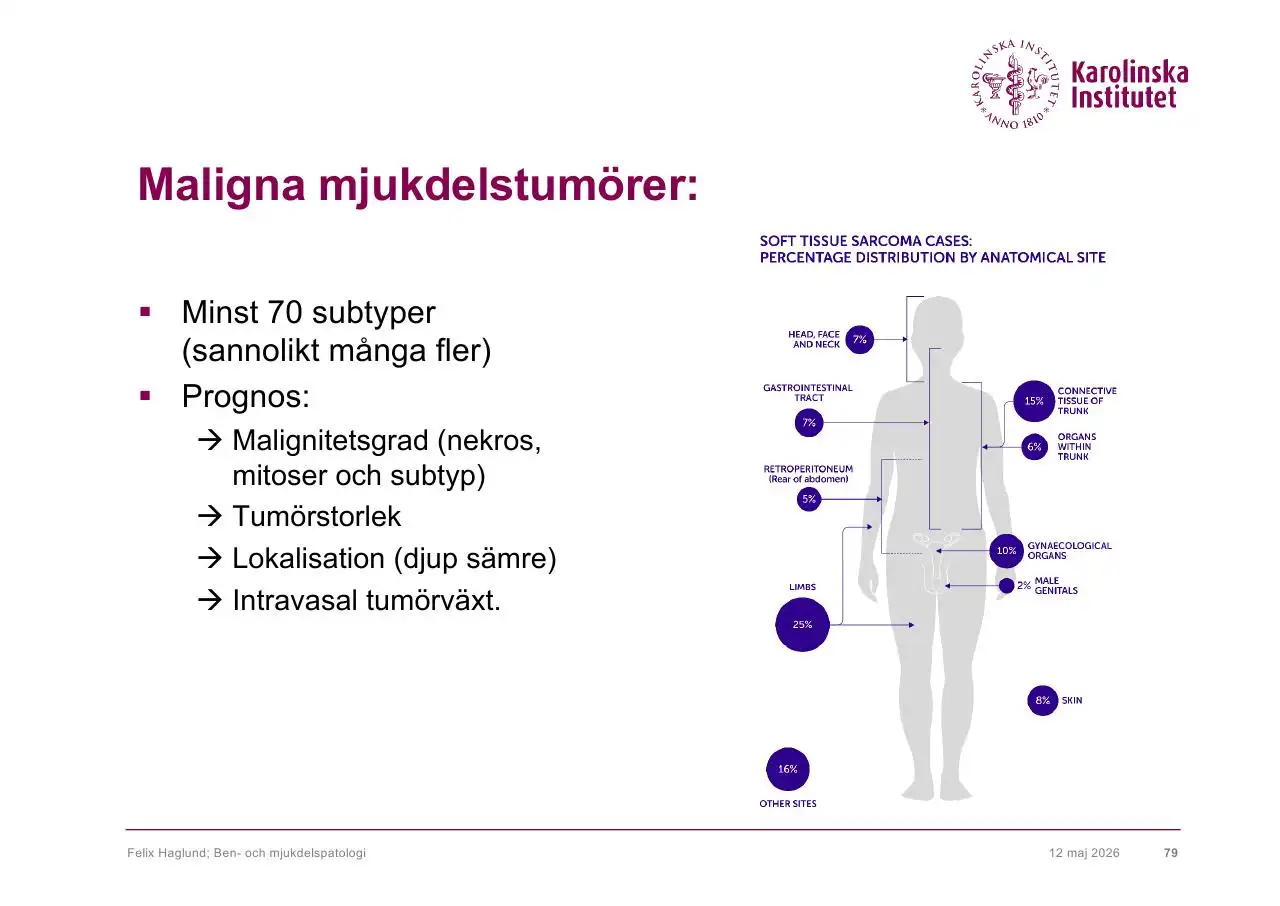 KAROLINSKA INSTITUTET
ANNO 1810
Karolinska
Institutet
Maligna mjukdelstumörer:
▪ Minst 70 subtyper
(sannolikt många fler)
▪ Prognos:
→ Malignitetsgrad (nekros,
mitoser och subtyp)
→ Tumörstorlek
→ Lokalisation (djup sämre)
→ Intravasal tumörväxt.
SOFT TISSUE SARCOMA CASES:
PERCENTAGE DISTRIBUTION BY ANATOMICAL SITE
HEAD, FACE
AND NECK
7%
GASTROINTESTINAL
TRACT
7%
RETROPERITONEUM
(Rear of abdomen)
5%
LIMBS
25%
16%
OTHER SITES
15%
CONNECTIVE
TISSUE OF
TRUNK
6%
ORGANS
WITHIN
TRUNK
10%
GYNAECOLOGICAL
ORGANS
2%
MALE
GENITALS
8%
SKIN
Felix Haglund; Ben- och mjukdelspatologi
12 maj 2026
79